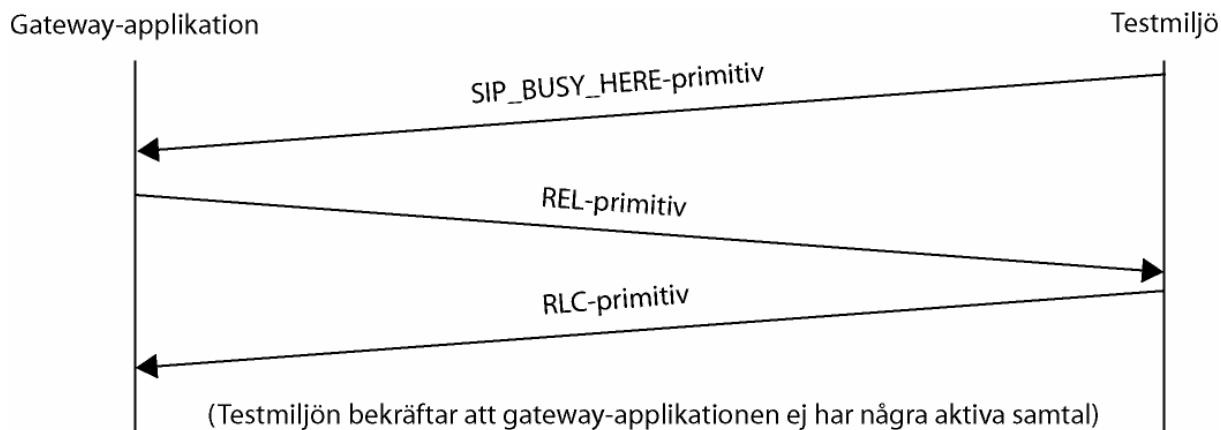 Gateway-applikation
Testmiljö
SIP_BUSY_HERE-primitiv
REL-primitiv
RLC-primitiv
(Testmiljön bekräftar att gateway-applikationen ej har några aktiva samtal)